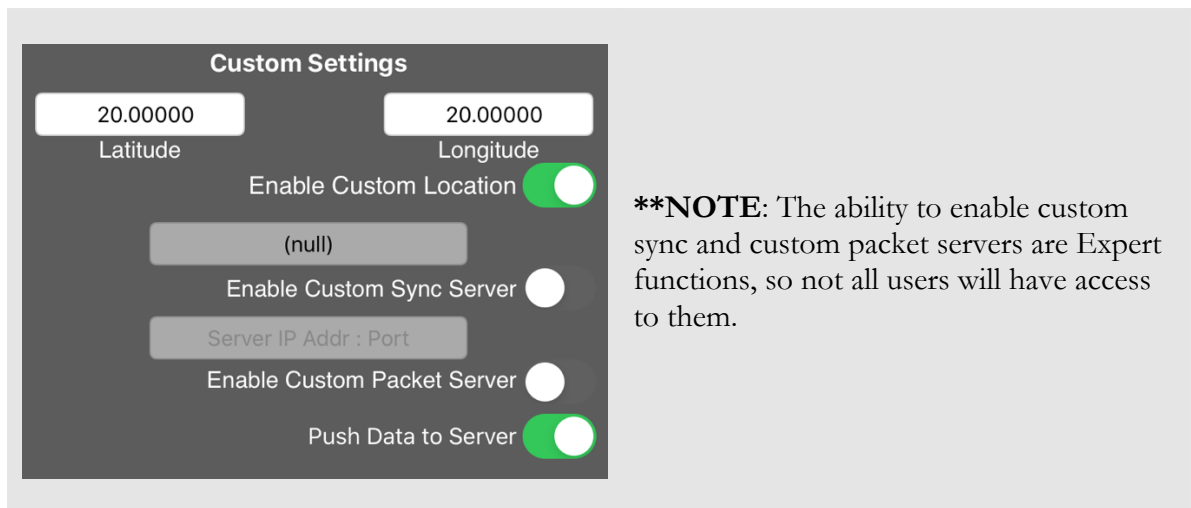 Custom Settings
20.00000 20.00000
Latitude Longitude
Enable Custom Location
(null)
Enable Custom Sync Server
Server IP Addr : Port
Enable Custom Packet Server
Push Data to Server
**NOTE: The ability to enable custom
sync and custom packet servers are Expert
functions, so not all users will have access
to them.